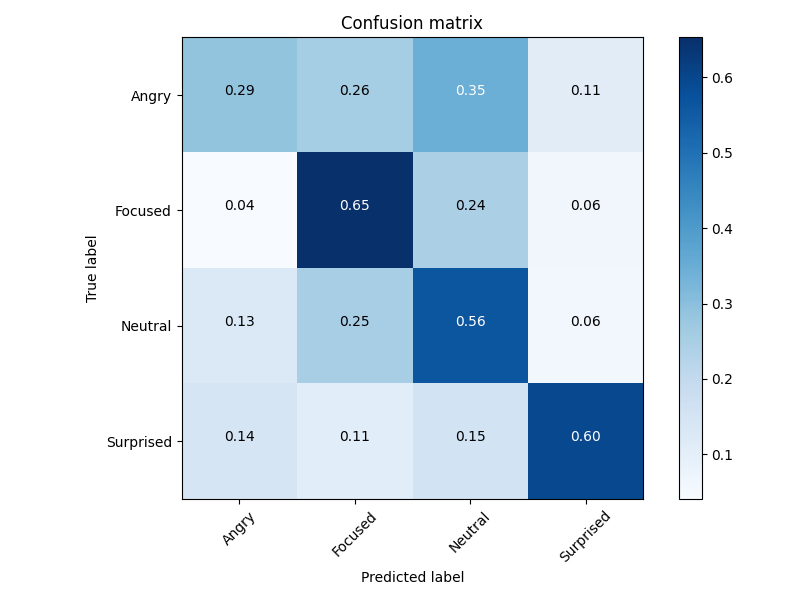 Confusion matrix
Angry 0.29 0.26 0.35 0.11
Focused 0.04 0.65 0.24 0.06
Neutral 0.13 0.25 0.56 0.06
Surprised 0.14 0.11 0.15 0.60
True label
Angry Focused Neutral Surprised
Predicted label
0.6
0.5
0.4
0.3
0.2
0.1